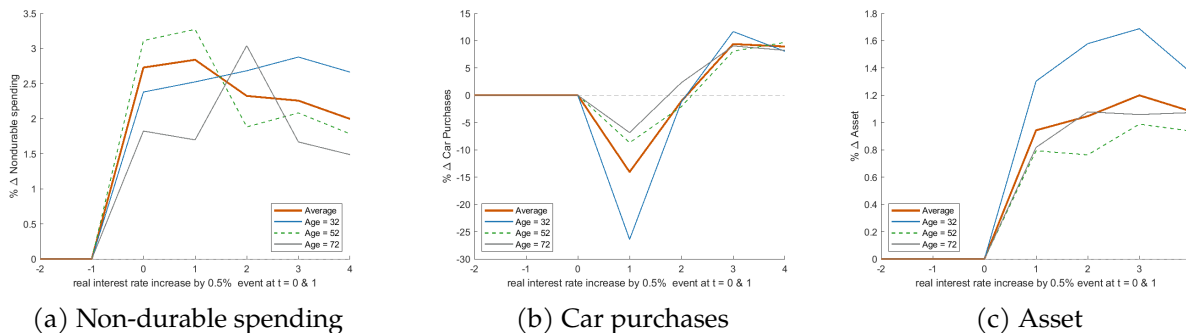 % Δ Nondurable spending
3.5
3
2.5
2
1.5
1
0.5
0
-2 -1 0 1 2 3 4
Average
Age = 32
Age = 52
Age = 72
real interest rate increase by 0.5% event at t = 0 & 1
(a) Non-durable spending
% Δ Car Purchases
15
10
5
0
-5
-10
-15
-20
-25
-30
-2 -1 0 1 2 3 4
Average
Age = 32
Age = 52
Age = 72
real interest rate increase by 0.5% event at t = 0 & 1
(b) Car purchases
% Δ Asset
1.8
1.6
1.4
1.2
1
0.8
0.6
0.4
0.2
0
-2 -1 0 1 2 3
Average
Age = 32
Age = 52
Age = 72
real interest rate increase by 0.5% event at t = 0 & 1
(c) Asset